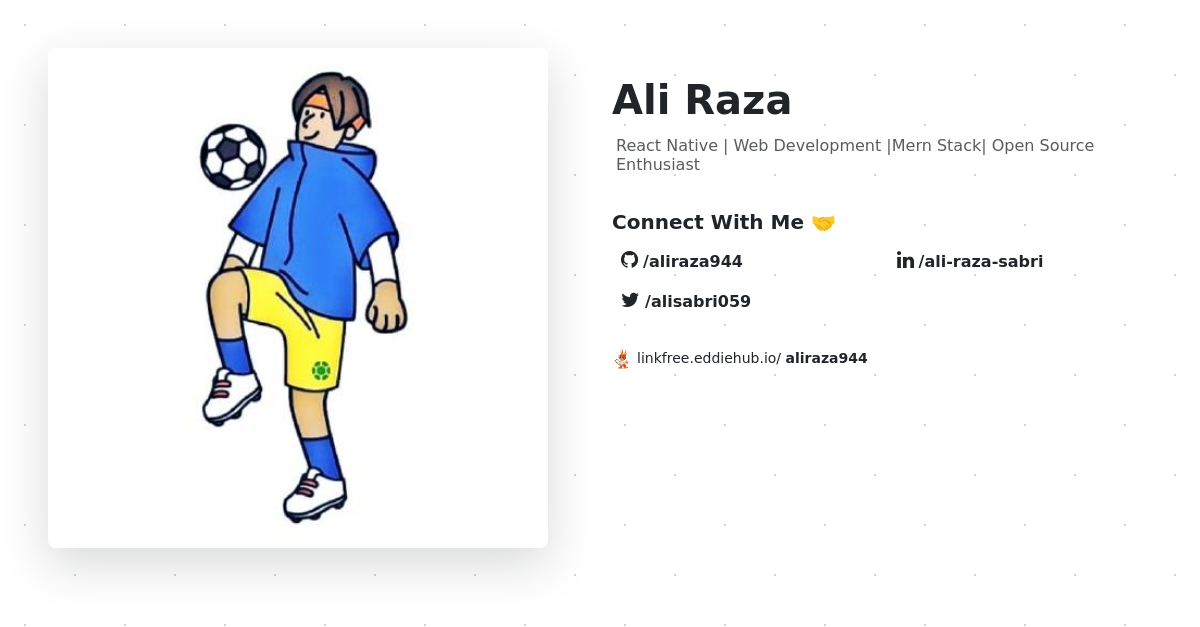 Ali Raza
React Native | Web Development |Mern Stack| Open Source
Enthusiast
Connect With Me 🤝
/aliraza944
/ali-raza-sabri
/alisabri059
linkfree.eddiehub.io/ aliraza944